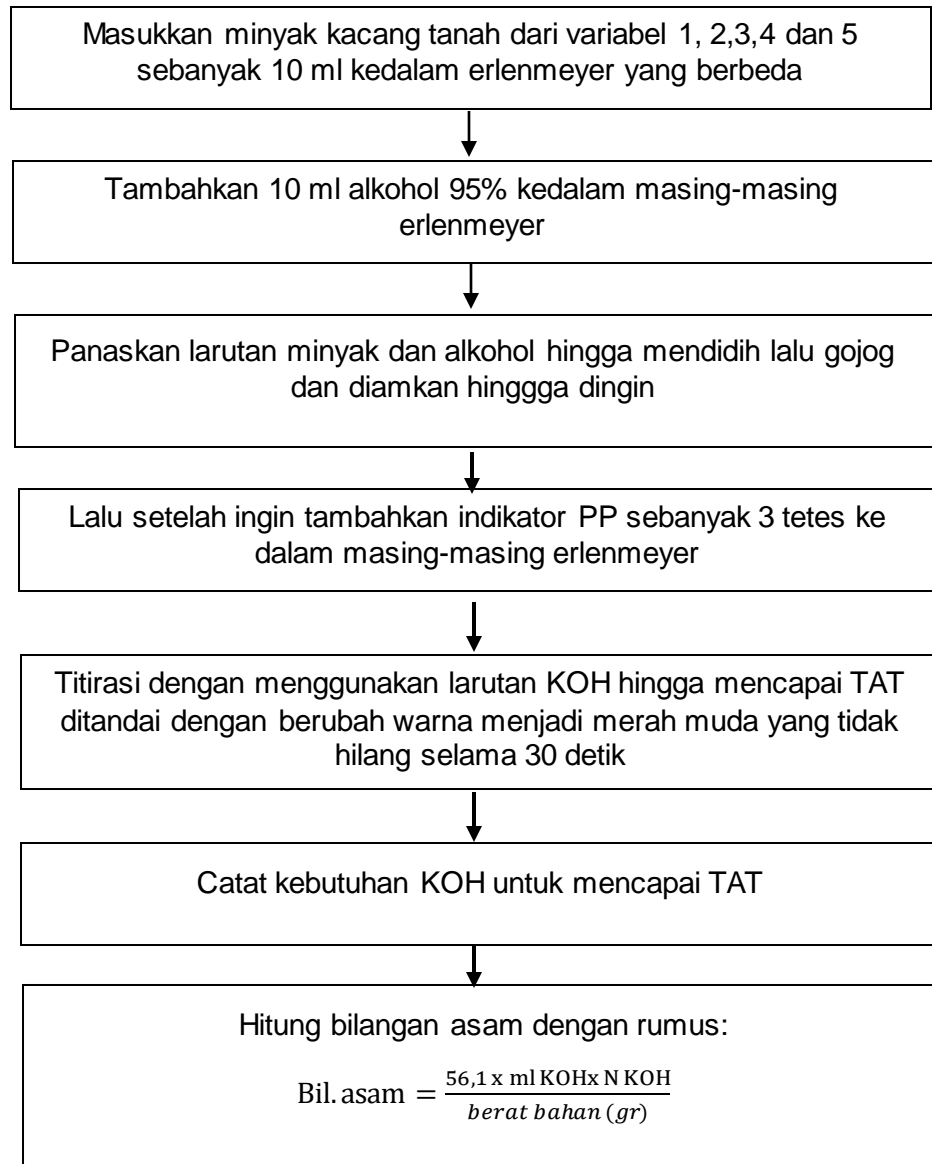 Masukkan minyak kacang tanah dari variabel 1, 2,3,4 dan 5
sebanyak 10 ml kedalam erlenmeyer yang berbeda
Tambahkan 10 ml alkohol 95% kedalam masing-masing
erlenmeyer
Panaskan larutan minyak dan alkohol hingga mendidih lalu gojog
dan diamkan hinggga dingin
Lalu setelah ingin tambahkan indikator PP sebanyak 3 tetes ke
dalam masing-masing erlenmeyer
Titirasi dengan menggunakan larutan KOH hingga mencapai TAT
ditandai dengan berubah warna menjadi merah muda yang tidak
hilang selama 30 detik
Catat kebutuhan KOH untuk mencapai TAT
Hitung bilangan asam dengan rumus:
Bil. asam = 56,1 x ml KOHx N KOH
berat bahan (gr)